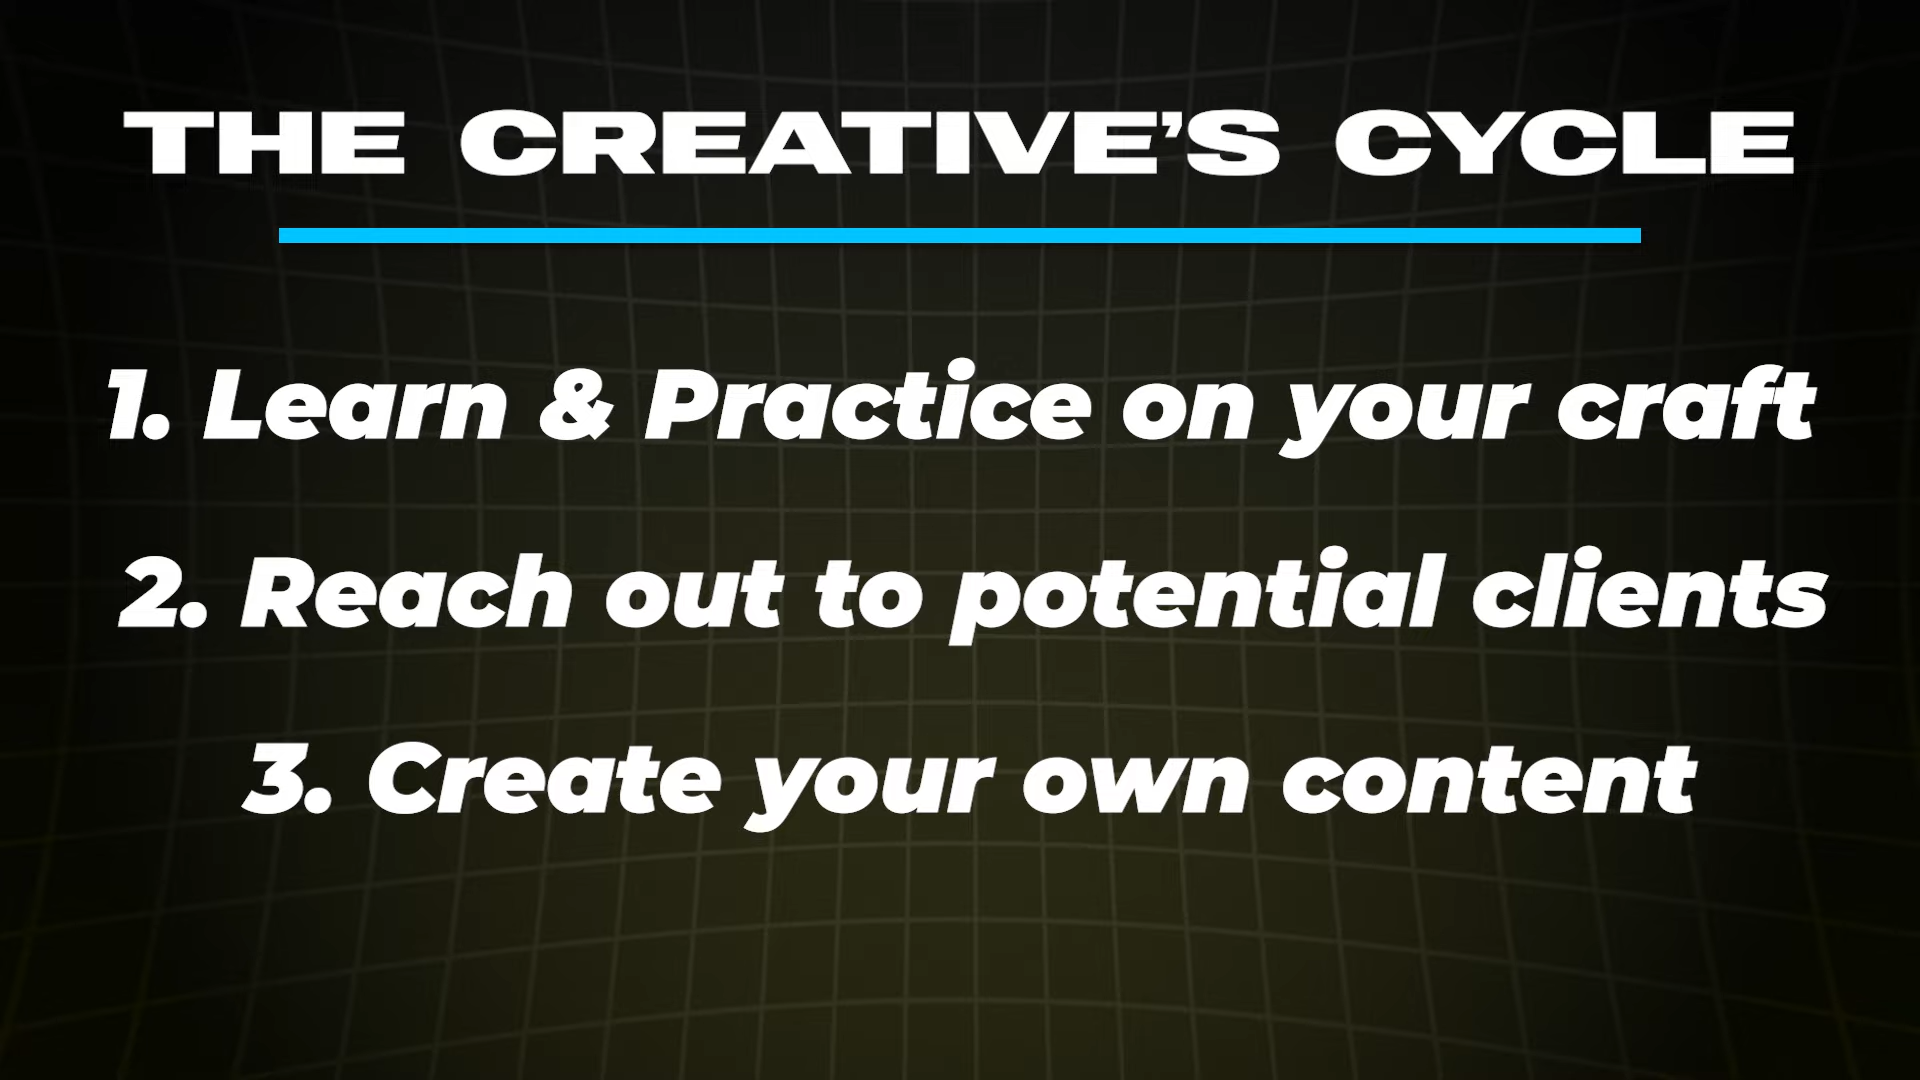 THE CREATIVE’S CYCLE
1. Learn & Practice on your craft
2. Reach out to potential clients
3. Create your own content